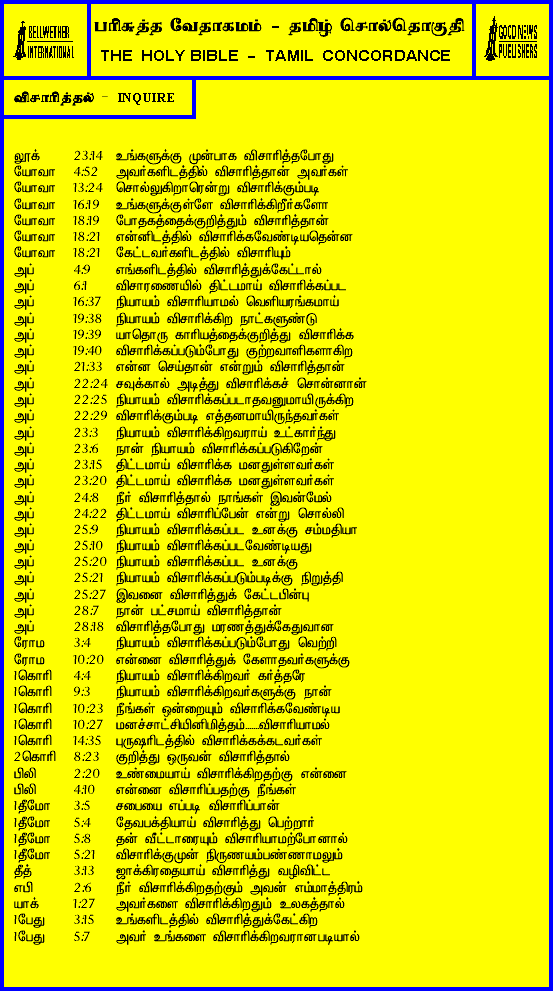 BELLWETHER
INTERNATIONAL
பரிசுத்த வேதாகமம் - தமிழ் சொல்தொகுதி
THE HOLY BIBLE - TAMIL CONCORDANCE
GOOD NEWS
PUBLISHERS
விசாரித்தல் - INQUIRE
லூக் 23:14 உங்களுக்கு முன்பாக விசாரித்தபோது
யோவா 4:52 அவர்களிடத்தில் விசாரித்தான் அவர்கள்
யோவா 13:24 சொல்லுகிறாரென்று விசாரிக்கும்படி
யோவா 16:19 உங்களுக்குள்ளே விசாரிக்கிறீர்களோ
யோவா 18:19 போதகத்தைக்குறித்தும் விசாரித்தான்
யோவா 18:21 என்னிடத்தில் விசாரிக்கவேண்டியதென்ன
யோவா 18:21 கேட்டவர்களிடத்தில் விசாரியும்
அப் 4:9 எங்களிடத்தில் விசாரித்துக்கேட்டால்
அப் 6:1 விசாரணையில் திட்டமாய் விசாரிக்கப்பட
அப் 16:37 நியாயம் விசாரியாமல் வெளியரங்கமாய்
அப் 19:38 நியாயம் விசாரிக்கிற நாட்களுண்டு
அப் 19:39 யாதொரு காரியத்தைக்குறித்து விசாரிக்க
அப் 19:40 விசாரிக்கப்படும்போது குற்றவாளிகளாகிற
அப் 21:33 என்ன செய்தான் என்றும் விசாரித்தான்
அப் 22:24 சவுக்கால் அடித்து விசாரிக்கச் சொன்னான்
அப் 22:25 நியாயம் விசாரிக்கப்படாதவனுமாயிருக்கிற
அப் 22:29 விசாரிக்கும்படி எத்தனமாயிருந்தவர்கள்
அப் 23:3 நியாயம் விசாரிக்கிறவராய் உட்கார்ந்து
அப் 23:6 நான் நியாயம் விசாரிக்கப்படுகிறேன்
அப் 23:15 திட்டமாய் விசாரிக்க மனதுள்ளவர்கள்
அப் 23:20 திட்டமாய் விசாரிக்க மனதுள்ளவர்கள்
அப் 24:8 நீர் விசாரித்தால் நாங்கள் இவன்மேல்
அப் 24:22 திட்டமாய் விசாரிப்பேன் என்று சொல்லி
அப் 25:9 நியாயம் விசாரிக்கப்பட உனக்கு சம்மதியா
அப் 25:10 நியாயம் விசாரிக்கப்படவேண்டியது
அப் 25:20 நியாயம் விசாரிக்கப்பட உனக்கு
அப் 25:21 நியாயம் விசாரிக்கப்படும்படிக்கு நிறுத்தி
அப் 25:27 இவனை விசாரித்துக் கேட்டபின்பு
அப் 28:7 நான் பட்சமாய் விசாரித்தான்
அப் 28:18 விசாரித்தபோது மரணத்துக்கேதுவான
ரோம 3:4 நியாயம் விசாரிக்கப்படும்போது வெற்றி
ரோம 10:20 என்னை விசாரித்துக் கேளாதவர்களுக்கு
1கொரி 4:4 நியாயம் விசாரிக்கிறவர் கர்த்தரே
1கொரி 9:3 நியாயம் விசாரிக்கிறவர்களுக்கு நான்
1கொரி 10:23 நீங்கள் ஒன்றையும் விசாரிக்கவேண்டிய
1கொரி 10:27 மனச்சாட்சியினிமித்தம்.......விசாரியாமல்
1கொரி 14:35 புருஷரிடத்தில் விசாரிக்கக்கடவர்கள்
2கொரி 8:23 குறித்து ஒருவன் விசாரித்தால்
பிலி 2:20 உண்மையாய் விசாரிக்கிறதற்கு என்னை
பிலி 4:10 என்னை விசாரிப்பதற்கு நீங்கள்
1தீமோ 3:5 சபையை எப்படி விசாரிப்பான்
1தீமோ 5:4 தேவபக்தியாய் விசாரித்து பெற்றார்
1தீமோ 5:8 தன் வீட்டாரையும் விசாரியாமற்போனால்
1தீமோ 5:21 விசாரிக்குமுன் நிருணயம்பண்ணாமலும்
தீத் 3:13 ஜாக்கிரதையாய் விசாரித்து வழிவிட்ட
எபி 2:6 நீர் விசாரிக்கிறதற்கும் அவன் எம்மாத்திரம்
யாக் 1:27 அவர்களை விசாரிக்கிறதும் உலகத்தால்
1பேது 3:15 உங்களிடத்தில் விசாரித்துக்கேட்கிற
1பேது 5:7 அவர் உங்களை விசாரிக்கிறவரானபடியால்